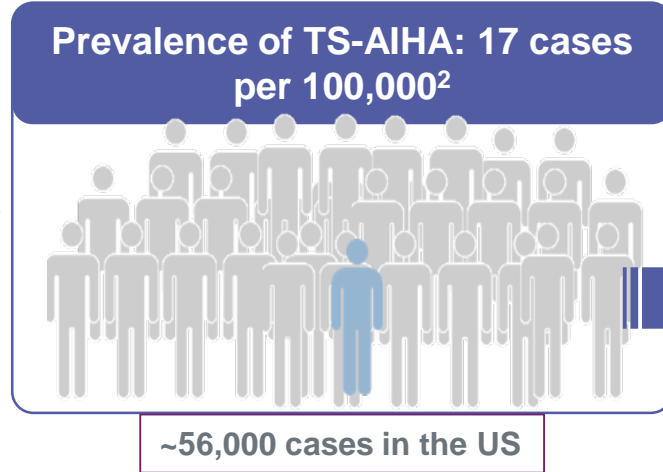 Prevalence of TS-AIHA: 17 cases
per 100,000²
~56,000 cases in the US